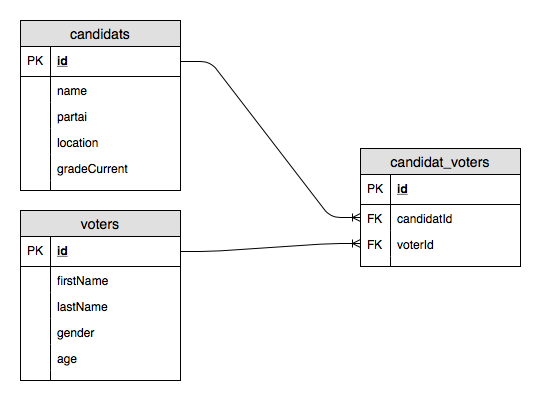 candidats
PK id
name
partai
location
gradeCurrent
voters
PK id
firstName
lastName
gender
age
candidat_voters
PK id
FK candidatId
FK voterId